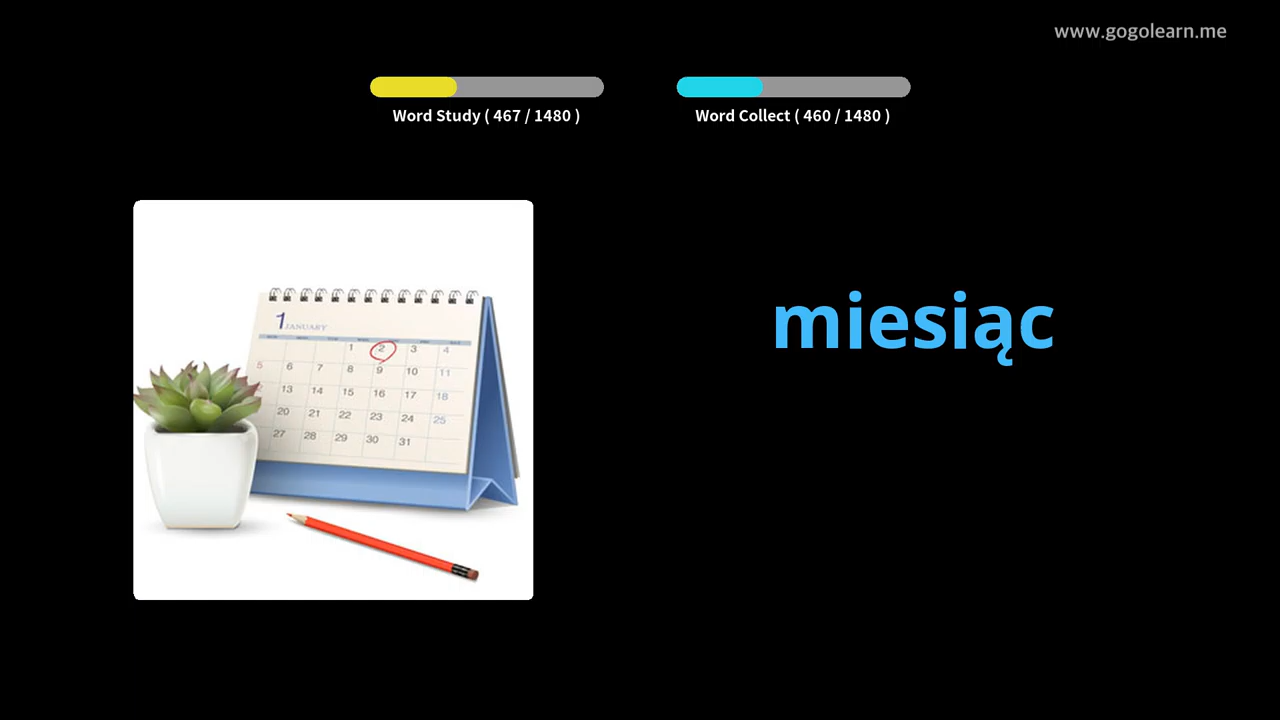 www.gogolearn.me
Word Study ( 467 / 1480 )
Word Collect ( 460 / 1480 )
miesiąc
1 JANUARY
1 2 3 4
5 6 7 8 9 10 11
13 14 15 16 17 18
20 21 22 23 24 25
27 28 29 30 31